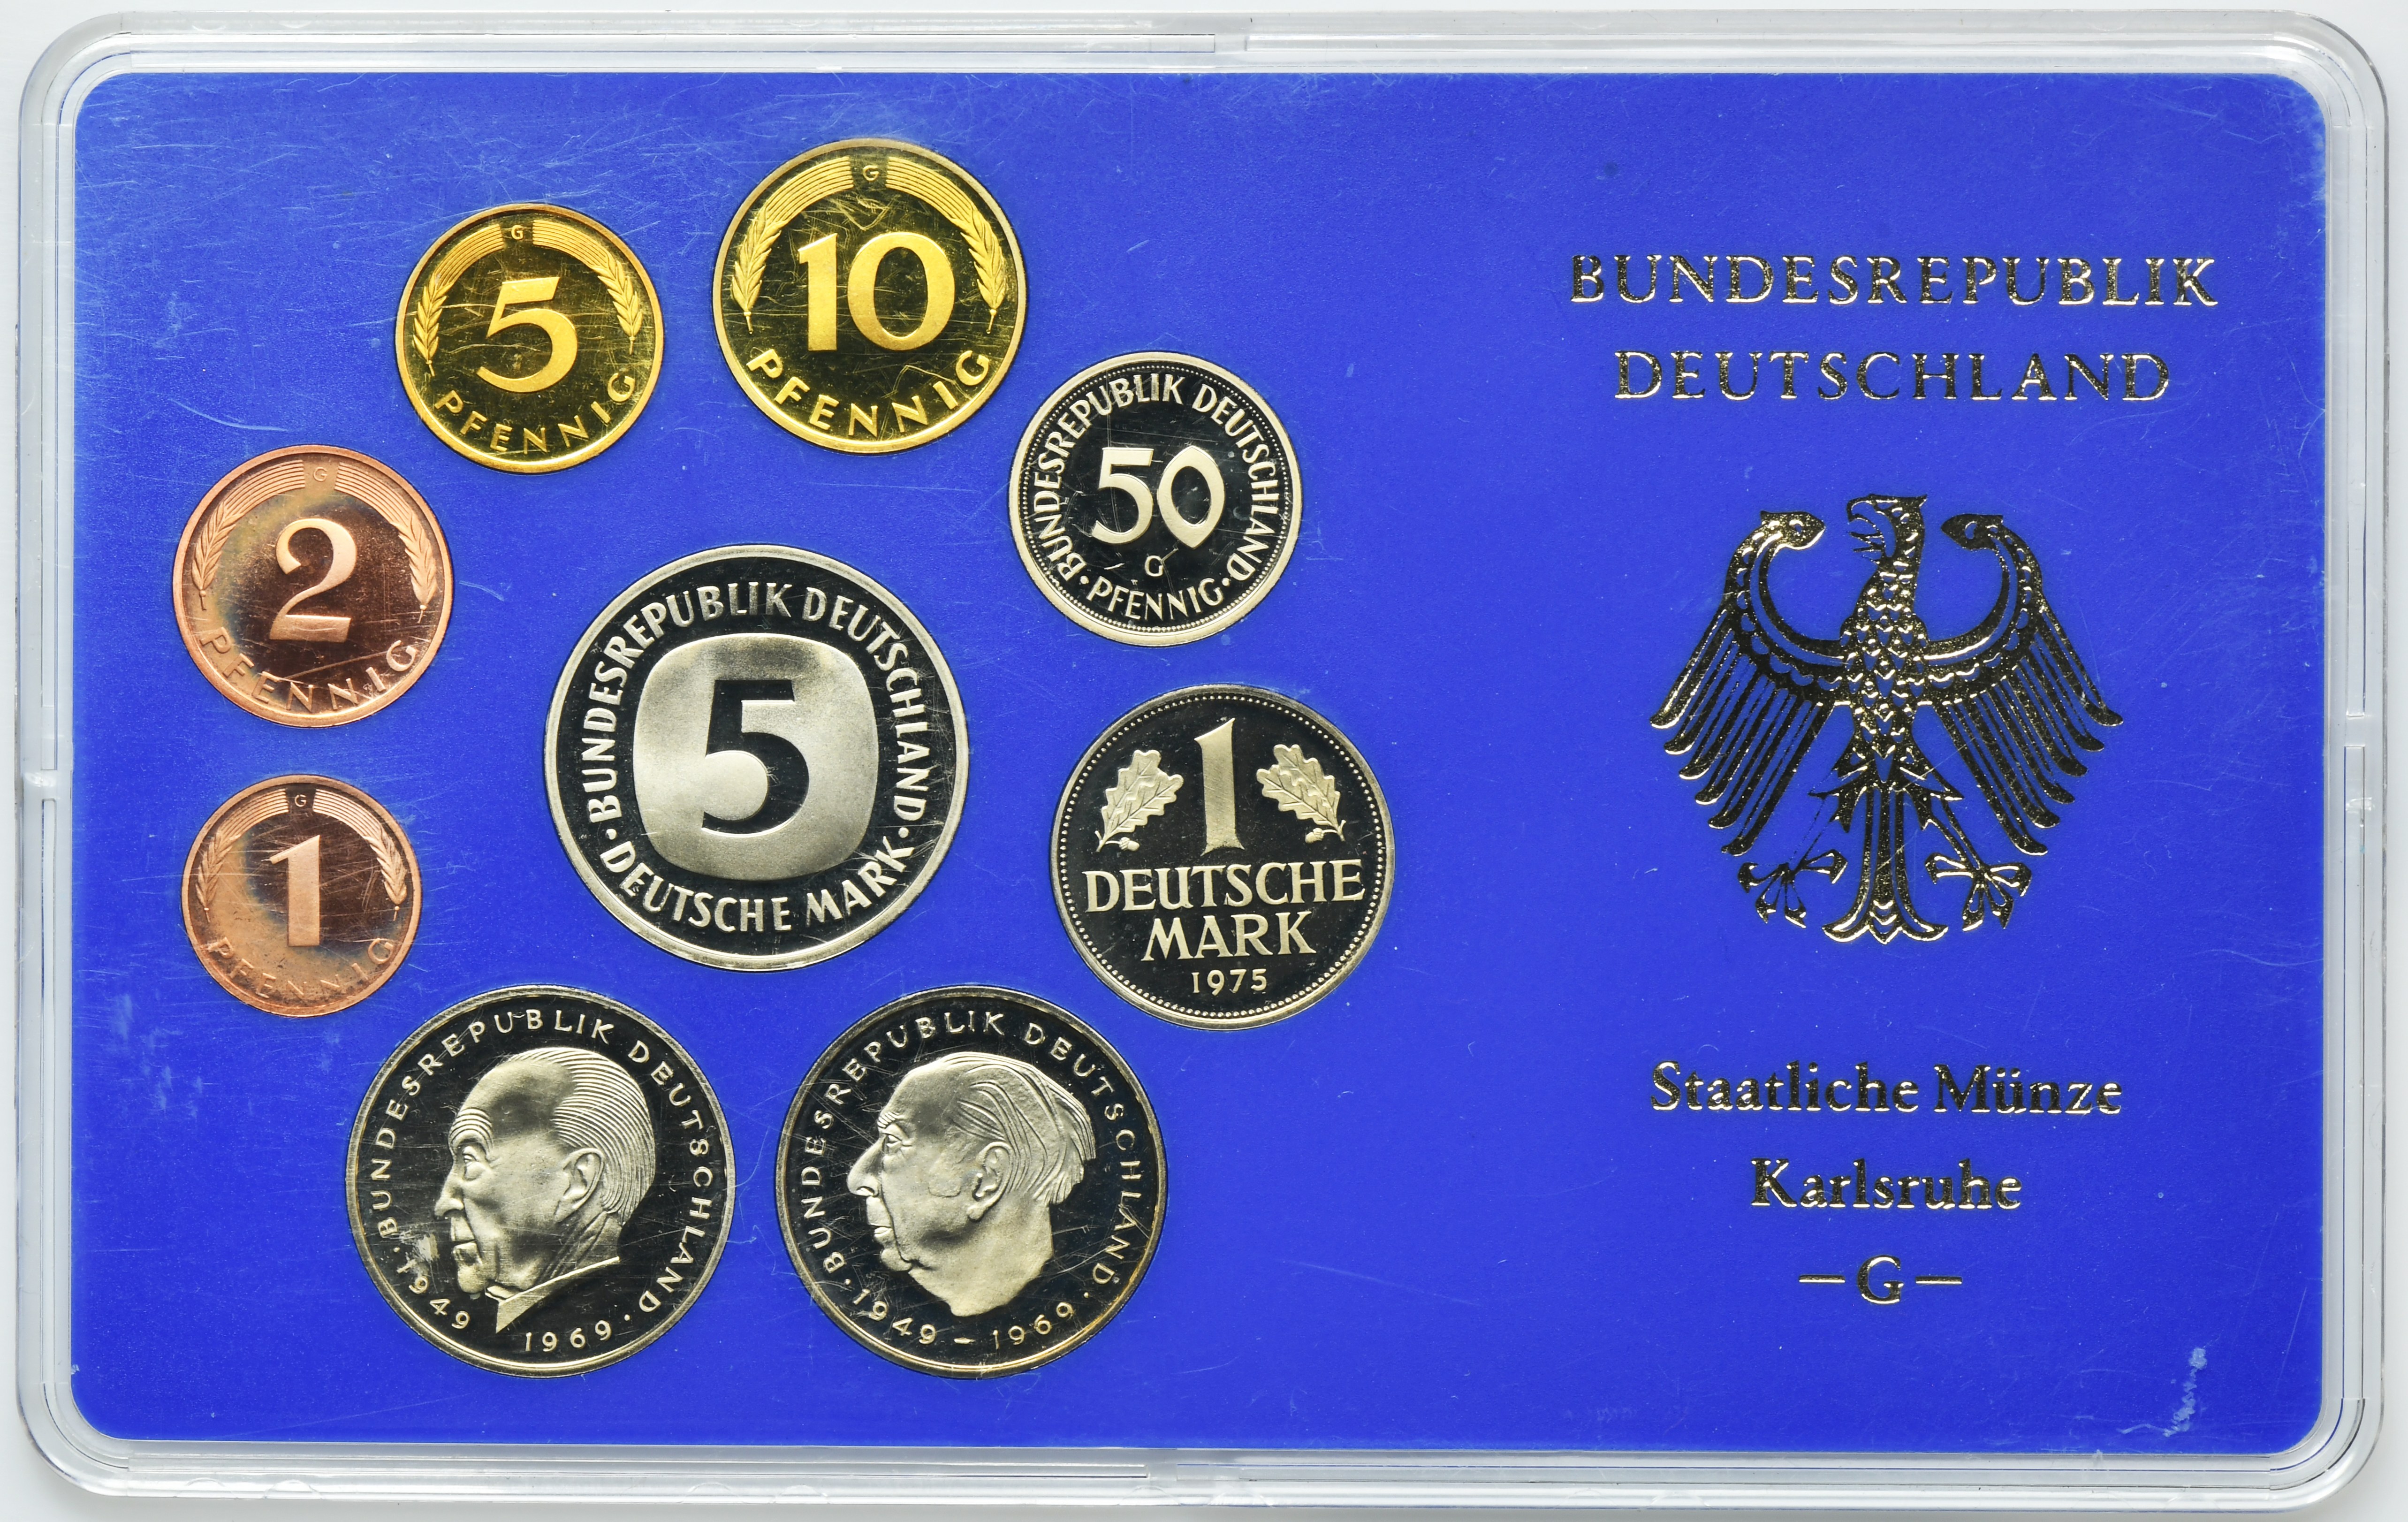 G
5
PFENNIG
G
10
PFENNIG
BUNDESREPUBLIK DEUTSCHLAND
50
G
·PFENNIG·
G
2
PFENNIG
BUNDESREPUBLIK DEUTSCHLAND
5
·DEUTSCHE MARK·
1
DEUTSCHE
MARK
1975
G
1
PFENNIG
·BUNDESREPUBLIK DEUTSCHLAND·
1949 1969
·BUNDESREPUBLIK DEUTSCHLAND·
1949 – 1969
BUNDESREPUBLIK
DEUTSCHLAND
Staatliche Münze
Karlsruhe
— G —